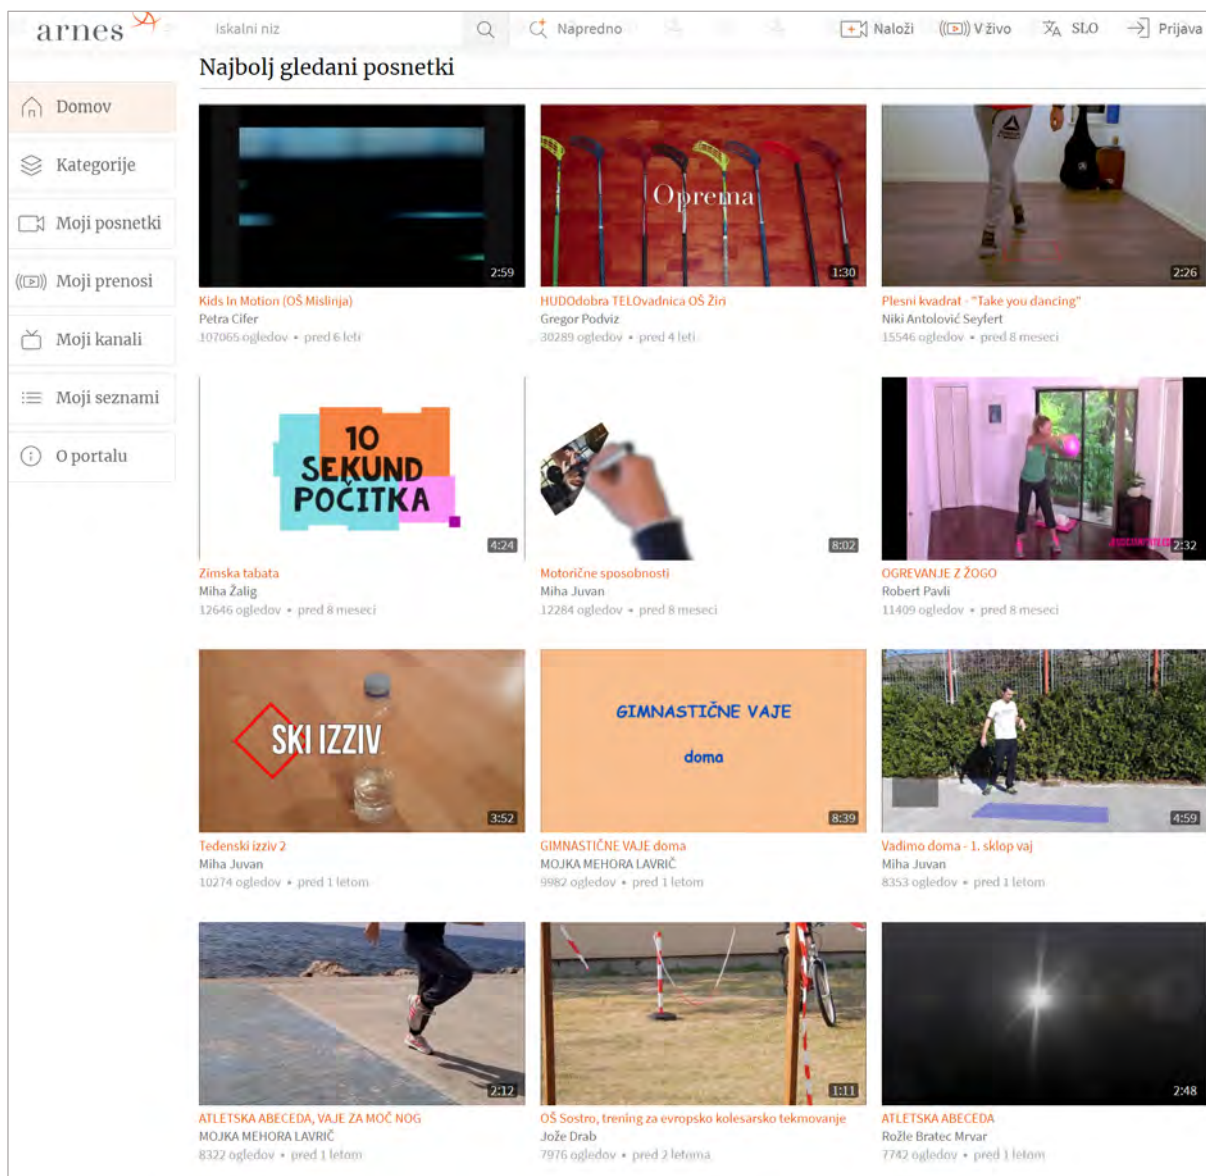 arnes
Iskalni niz
Napredno
Naloži
V živo
SLO
Prijava
Najbolj gledani posnetki
Domov
Kategorije
Moji posnetki
Moji prenosi
Moji kanali
Moji seznami
O portalu
2:59
Kids In Motion (OŠ Mislinja)
Petra Cifer
107065 ogledov • pred 6 leti
Oprema
1:30
HUDOdobra TELOvadnica OŠ Žiri
Gregor Podviz
30289 ogledov • pred 4 leti
2:26
Plesni kvadrat - "Take you dancing"
Niki Antolović Seyfert
15546 ogledov • pred 8 meseci
10
SEKUND
POČITKA
4:24
Zimska tabata
Miha Žalig
12646 ogledov • pred 8 meseci
8:02
Motorične sposobnosti
Miha Juvan
12284 ogledov • pred 8 meseci
2:32
OGREVANJE Z ŽOGO
Robert Pavli
11409 ogledov • pred 8 meseci
SKI IZZIV
3:52
Tedenski izziv 2
Miha Juvan
10274 ogledov • pred 1 letom
GIMNASTIČNE VAJE
doma
8:39
GIMNASTIČNE VAJE doma
MOJKA MEHORA LAVRIČ
9982 ogledov • pred 1 letom
4:59
Vadimo doma - 1. sklop vaj
Miha Juvan
8353 ogledov • pred 1 letom
2:12
ATLETSKA ABECEDA, VAJE ZA MOČ NOG
MOJKA MEHORA LAVRIČ
8322 ogledov • pred 1 letom
1:11
OŠ Sostro, trening za evropsko kolesarsko tekmovanje
Jože Drab
7976 ogledov • pred 2 letoma
2:48
ATLETSKA ABECEDA
Rožle Bratec Mrvar
7742 ogledov • pred 1 letom